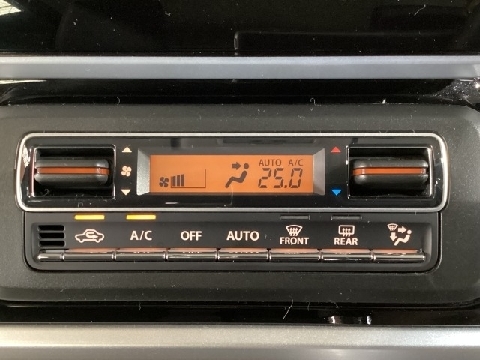 AUTO A/C
25.0
A/C OFF AUTO FRONT REAR